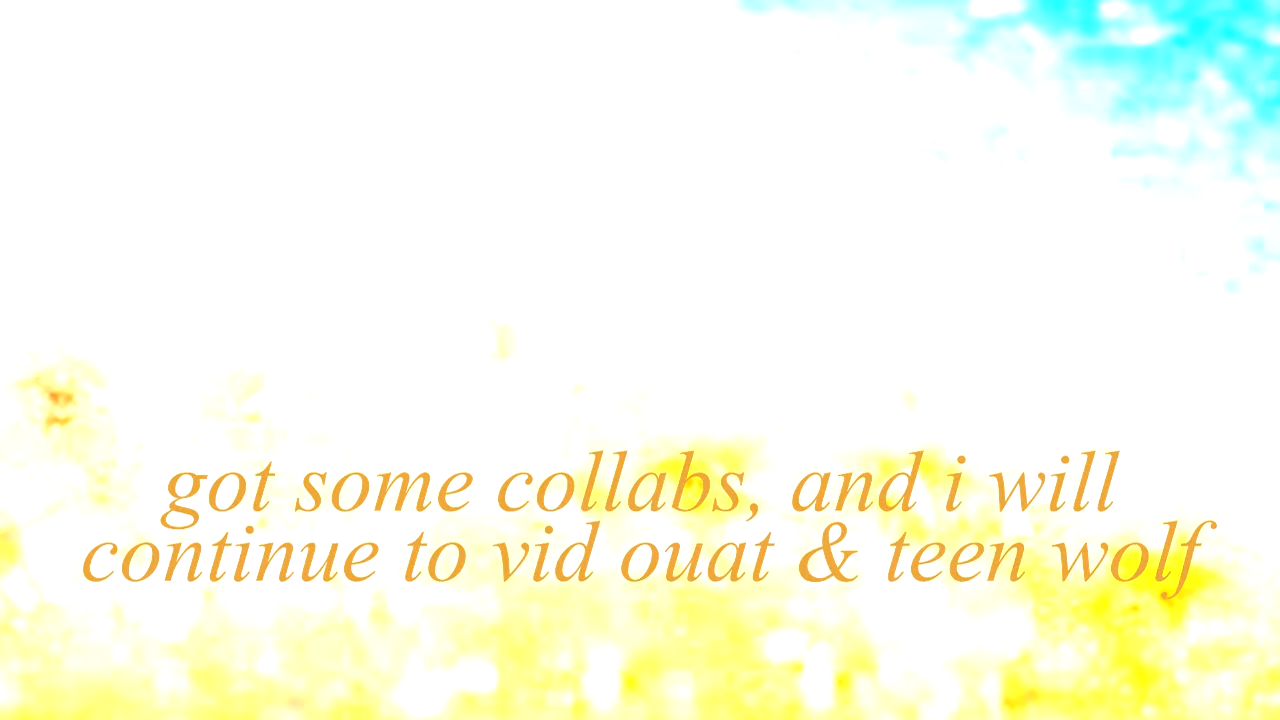 got some collabs, and i will
continue to vid ouat & teen wolf